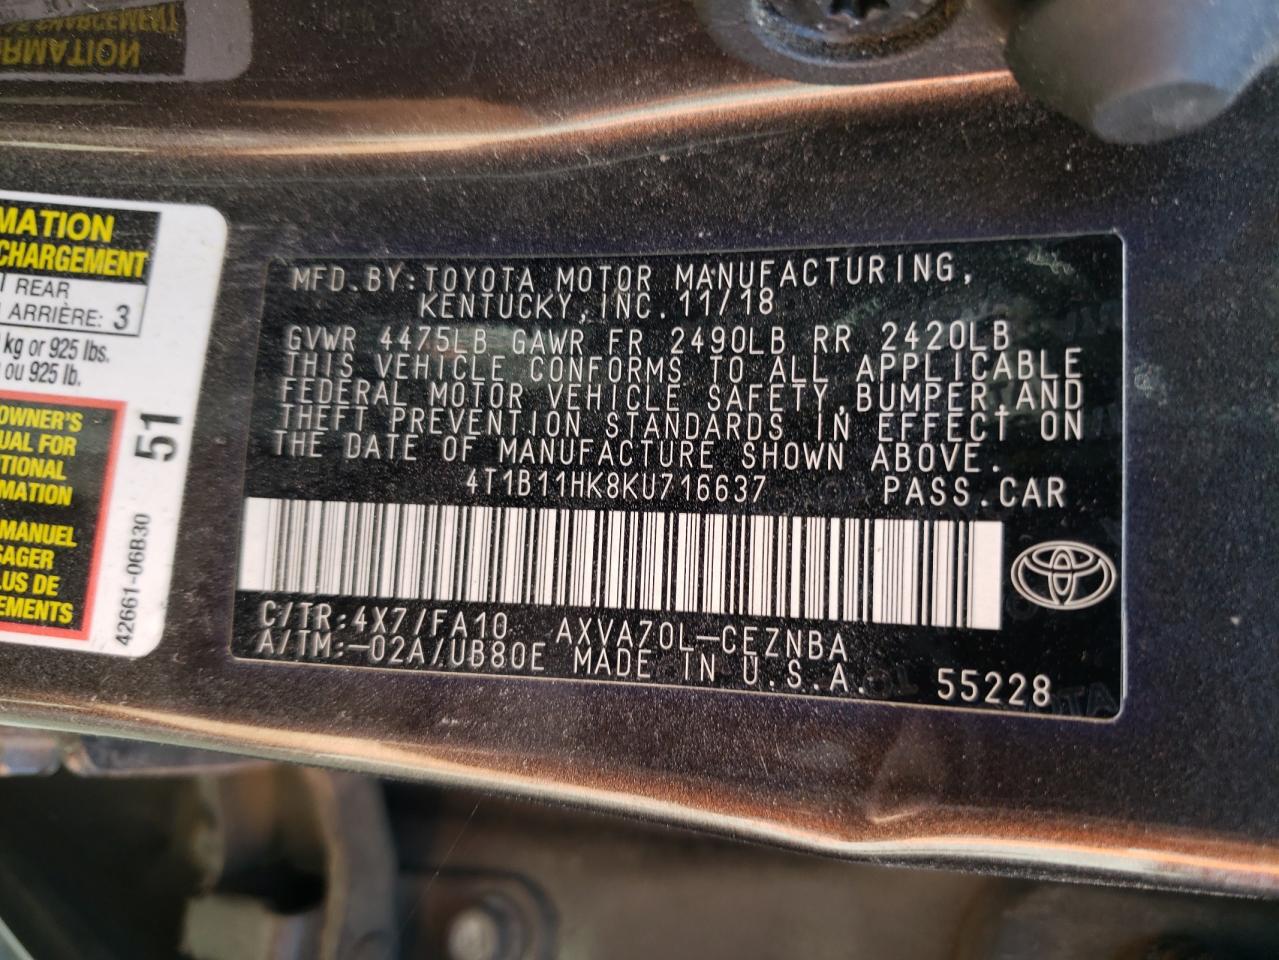 MATION
CHARGEMENT
REAR
ARRIÈRE: 3
kg or 925 lbs.
ou 925 lb.
OWNER'S
UAL FOR
TIONAL
MATION
MANUEL
SAGER
LUS DE
EMENTS
51
42661-06B30
MFD.BY:TOYOTA MOTOR MANUFACTURING,
KENTUCKY,INC. 11/18
GVWR 4475LB GAWR FR 2490LB RR 2420LB
THIS VEHICLE CONFORMS TO ALL APPLICABLE
FEDERAL MOTOR VEHICLE SAFETY,BUMPER,AND
THEFT PREVENTION STANDARDS IN EFFECT ON
THE DATE OF MANUFACTURE SHOWN ABOVE.
4T1B11HK8KU716637 PASS.CAR
C/TR:4X7/FA10 AXVA70L-CEZNBA
A/TM:-02A/UB80E MADE IN U.S.A. 55228